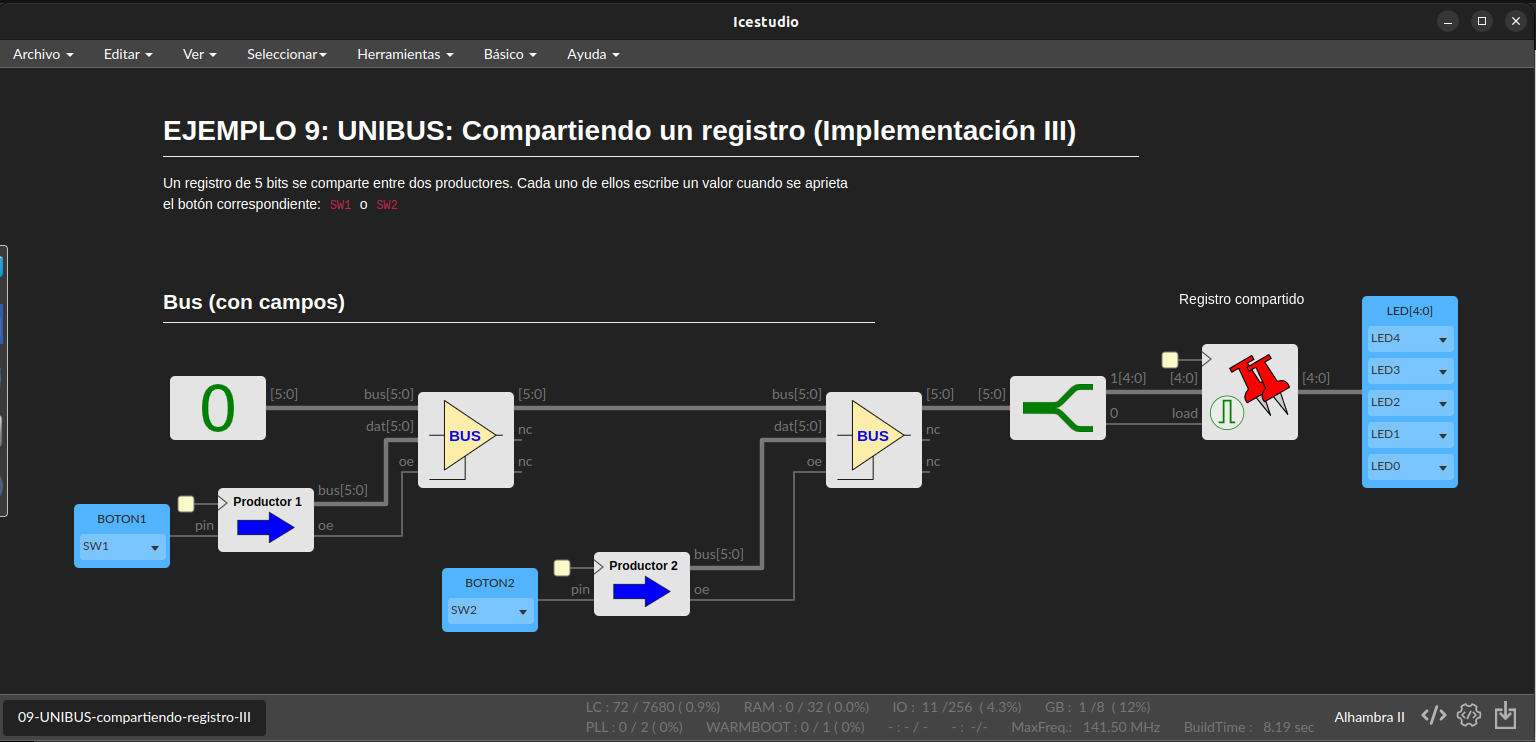 Icestudio
Archivo Editar Ver Seleccionar Herramientas Básico Ayuda
EJEMPLO 9: UNIBUS: Compartiendo un registro (Implementación III)
Un registro de 5 bits se comparte entre dos productores. Cada uno de ellos escribe un valor cuando se aprieta
el botón correspondiente: SW1 o SW2
Bus (con campos)
Registro compartido
LED[4:0]
LED4
LED3
LED2
LED1
LED0
0
[5:0]
bus[5:0]
dat[5:0]
oe
BUS
[5:0]
nc
nc
bus[5:0]
dat[5:0]
oe
BUS
[5:0]
nc
nc
[5:0]
1[4:0]
0
[4:0]
load
[4:0]
BOTON1
SW1
pin
Productor 1
bus[5:0]
oe
BOTON2
SW2
pin
Productor 2
bus[5:0]
oe
09-UNIBUS-compartiendo-registro-III
LC : 72 / 7680 ( 0.9%) RAM : 0 / 32 ( 0.0%) IO : 11 /256 ( 4.3%) GB : 1 /8 ( 12%)
PLL : 0 / 2 ( 0%) WARMBOOT : 0 / 1 ( 0%) - : - / - - : -/- MaxFreq.: 141.50 MHz BuildTime : 8.19 sec
Alhambra II